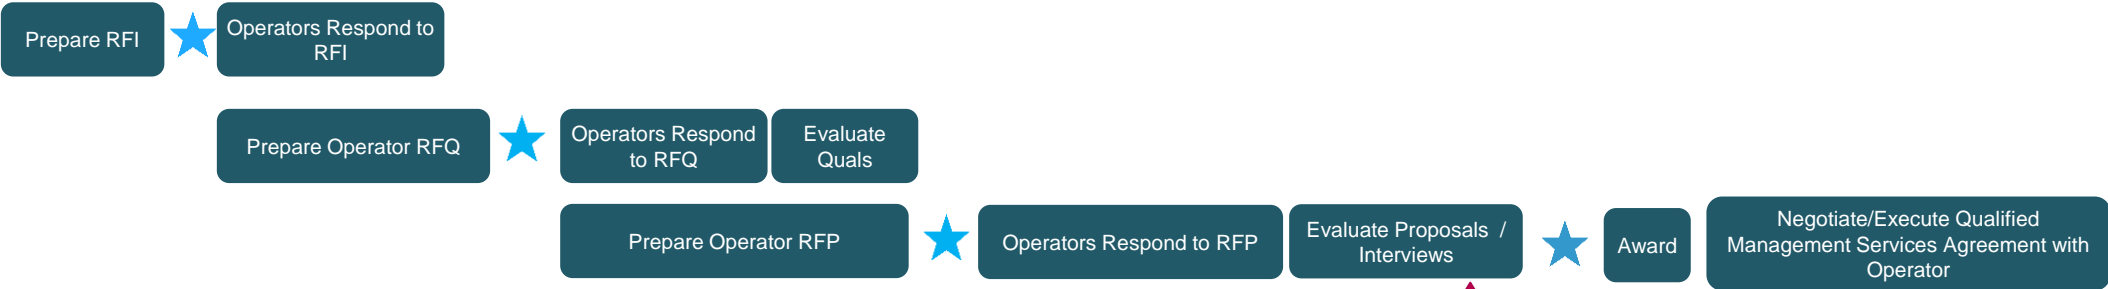 Prepare RFI
Operators Respond to
RFI
Prepare Operator RFQ
Operators Respond
to RFQ
Evaluate
Quals
Prepare Operator RFP
Operators Respond to RFP
Evaluate Proposals /
Interviews
Award
Negotiate/Execute Qualified
Management Services Agreement with
Operator